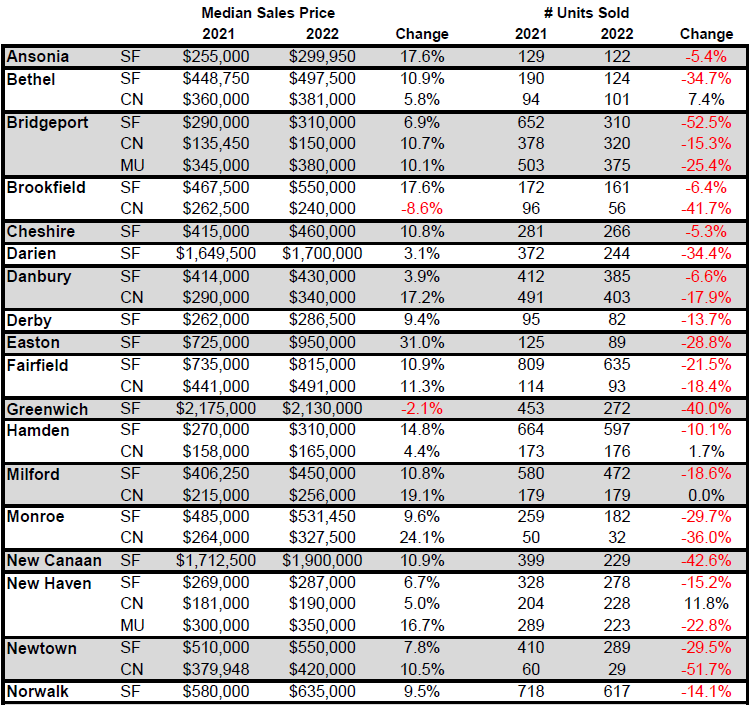 Median Sales Price # Units Sold
2021 2022 Change 2021 2022 Change
Ansonia SF $255,000 $299,950 17.6% 129 122 -5.4%
Bethel SF $448,750 $497,500 10.9% 190 124 -34.7%
CN $360,000 $381,000 5.8% 94 101 7.4%
Bridgeport SF $290,000 $310,000 6.9% 652 310 -52.5%
CN $135,450 $150,000 10.7% 378 320 -15.3%
MU $345,000 $380,000 10.1% 503 375 -25.4%
Brookfield SF $467,500 $550,000 17.6% 172 161 -6.4%
CN $262,500 $240,000 -8.6% 96 56 -41.7%
Cheshire SF $415,000 $460,000 10.8% 281 266 -5.3%
Darien SF $1,649,500 $1,700,000 3.1% 372 244 -34.4%
Danbury SF $414,000 $430,000 3.9% 412 385 -6.6%
CN $290,000 $340,000 17.2% 491 403 -17.9%
Derby SF $262,000 $286,500 9.4% 95 82 -13.7%
Easton SF $725,000 $950,000 31.0% 125 89 -28.8%
Fairfield SF $735,000 $815,000 10.9% 809 635 -21.5%
CN $441,000 $491,000 11.3% 114 93 -18.4%
Greenwich SF $2,175,000 $2,130,000 -2.1% 453 272 -40.0%
Hamden SF $270,000 $310,000 14.8% 664 597 -10.1%
CN $158,000 $165,000 4.4% 173 176 1.7%
Milford SF $406,250 $450,000 10.8% 580 472 -18.6%
CN $215,000 $256,000 19.1% 179 179 0.0%
Monroe SF $485,000 $531,450 9.6% 259 182 -29.7%
CN $264,000 $327,500 24.1% 50 32 -36.0%
New Canaan SF $1,712,500 $1,900,000 10.9% 399 229 -42.6%
New Haven SF $269,000 $287,000 6.7% 328 278 -15.2%
CN $181,000 $190,000 5.0% 204 228 11.8%
MU $300,000 $350,000 16.7% 289 223 -22.8%
Newtown SF $510,000 $550,000 7.8% 410 289 -29.5%
CN $379,948 $420,000 10.5% 60 29 -51.7%
Norwalk SF $580,000 $635,000 9.5% 718 617 -14.1%